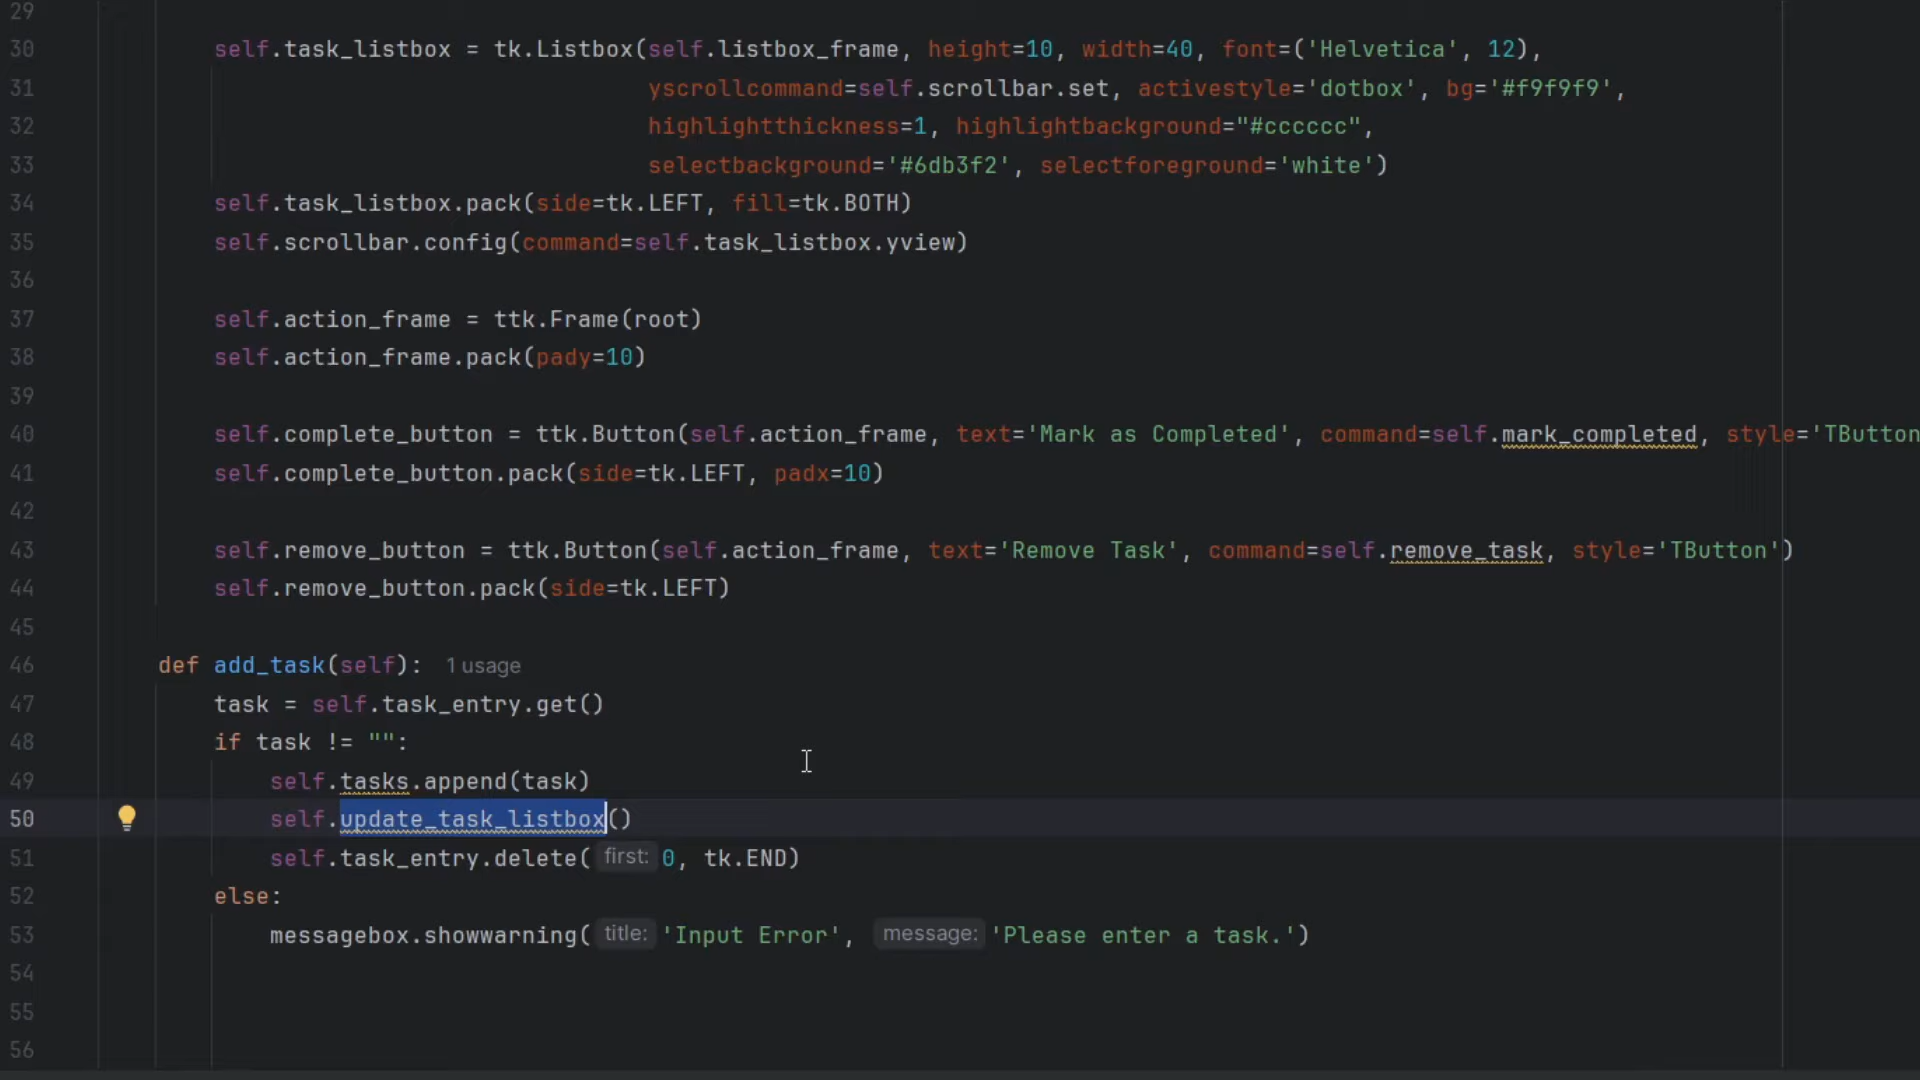 29
30 self.task_listbox = tk.Listbox(self.listbox_frame, height=10, width=40, font=('Helvetica', 12),
31 yscrollcommand=self.scrollbar.set, activestyle='dotbox', bg='#f9f9f9',
32 highlightthickness=1, highlightbackground="#cccccc",
33 selectbackground='#6db3f2', selectforeground='white')
34 self.task_listbox.pack(side=tk.LEFT, fill=tk.BOTH)
35 self.scrollbar.config(command=self.task_listbox.yview)
36
37 self.action_frame = ttk.Frame(root)
38 self.action_frame.pack(pady=10)
39
40 self.complete_button = ttk.Button(self.action_frame, text='Mark as Completed', command=self.mark_completed, style='TButton
41 self.complete_button.pack(side=tk.LEFT, padx=10)
42
43 self.remove_button = ttk.Button(self.action_frame, text='Remove Task', command=self.remove_task, style='TButton')
44 self.remove_button.pack(side=tk.LEFT)
45
46 def add_task(self): 1 usage
47 task = self.task_entry.get()
48 if task != "":
49 self.tasks.append(task)
50 self.update_task_listbox()
51 self.task_entry.delete( first: 0, tk.END)
52 else:
53 messagebox.showwarning( title: 'Input Error', message: 'Please enter a task.')
54
55
56